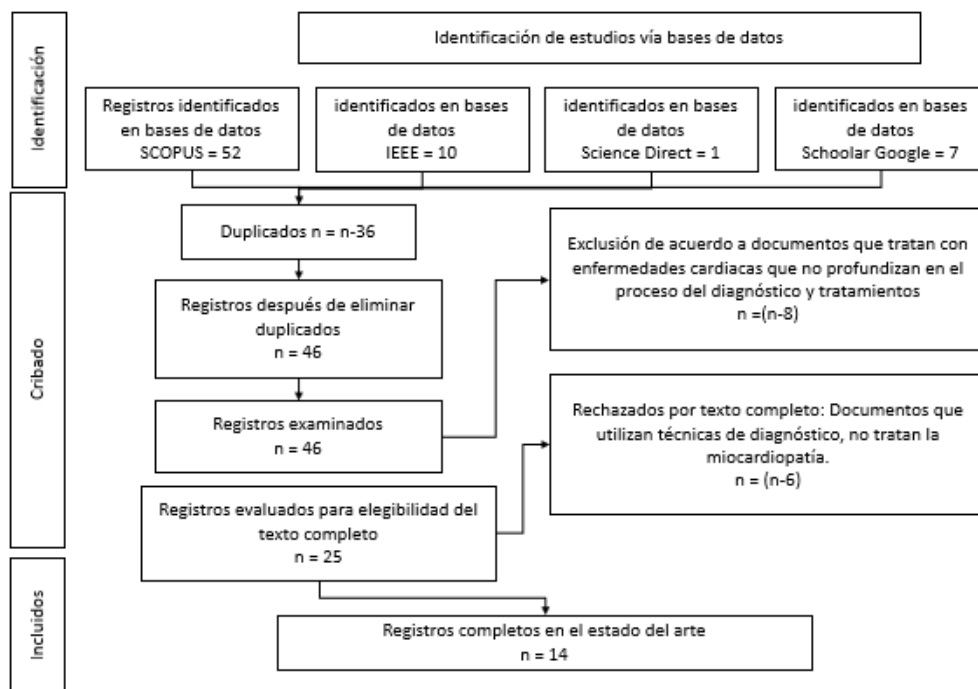 Identificación
Identificación de estudios vía bases de datos
Registros identificados
en bases de datos
SCOPUS = 52
identificados en bases
de datos
IEEE = 10
identificados en bases
de datos
Science Direct = 1
identificados en bases
de datos
Schoolar Google = 7
Cribado
Duplicados n = n-36
Registros después de eliminar
duplicados
n = 46
Registros examinados
n = 46
Registros evaluados para elegibilidad del
texto completo
n = 25
Exclusión de acuerdo a documentos que tratan con
enfermedades cardiacas que no profundizan en el
proceso del diagnóstico y tratamientos
n =(n-8)
Rechazados por texto completo: Documentos que
utilizan técnicas de diagnóstico, no tratan la
miocardiopatía.
n = (n-6)
Incluidos
Registros completos en el estado del arte
n = 14